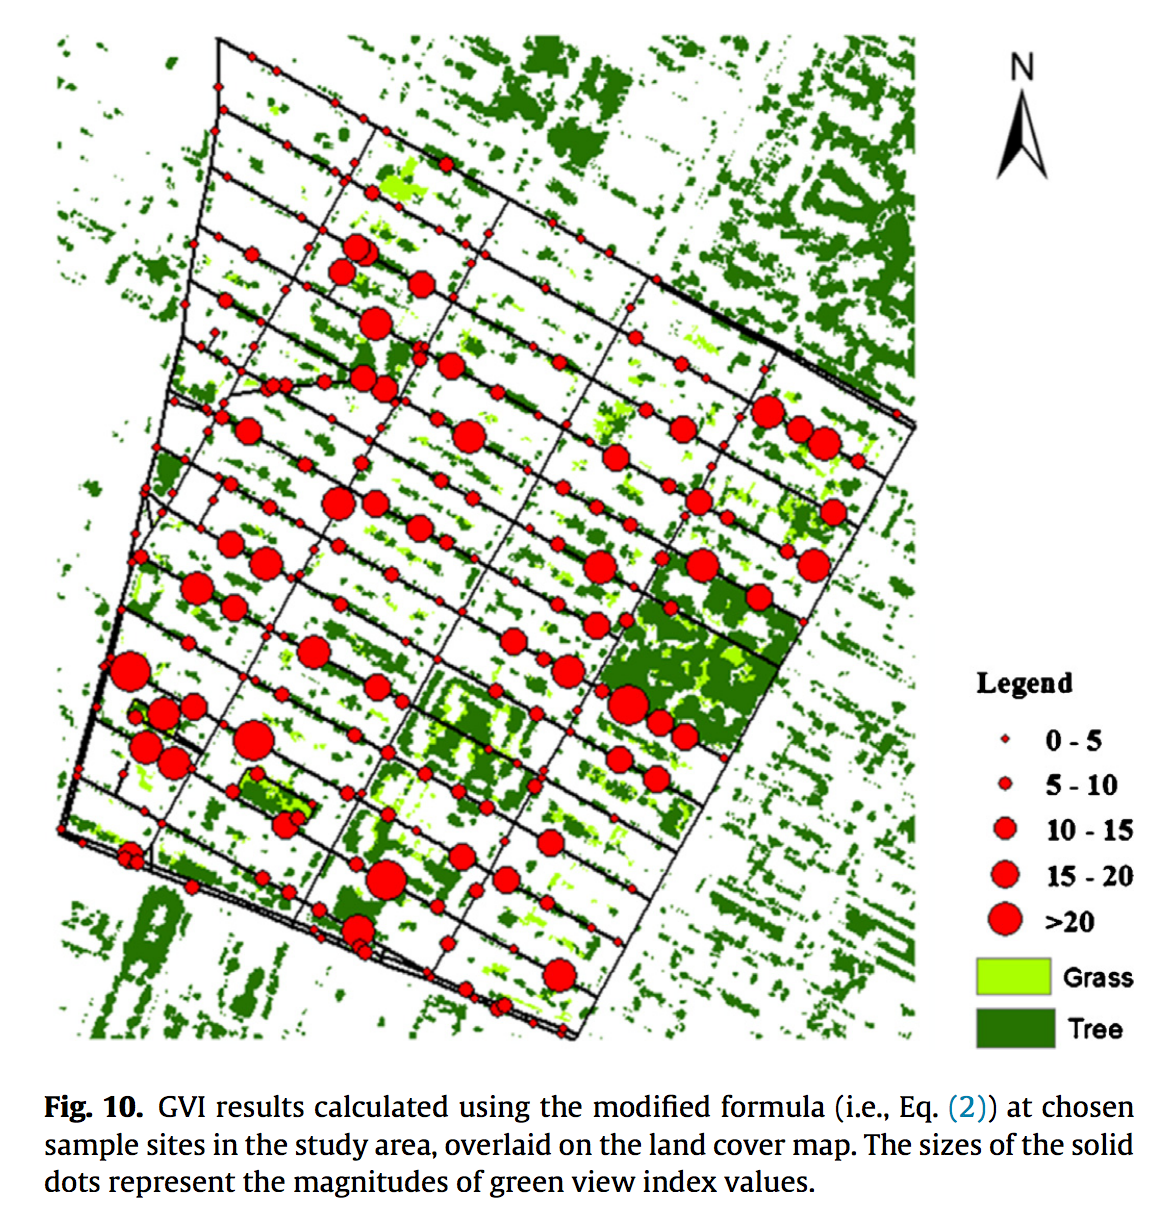 N
Legend
0 - 5
5 - 10
10 - 15
15 - 20
>20
Grass
Tree
Fig. 10. GVI results calculated using the modified formula (i.e., Eq. (2)) at chosen
sample sites in the study area, overlaid on the land cover map. The sizes of the solid
dots represent the magnitudes of green view index values.